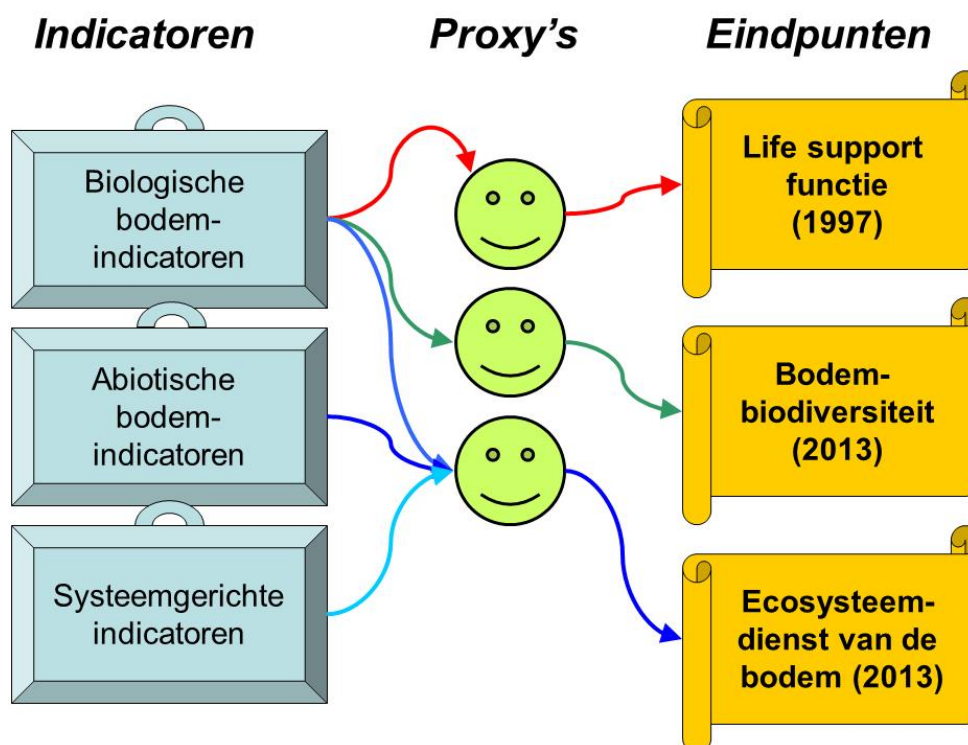 Indicatoren
Proxy's
Eindpunten
Biologische
bodem-
indicatoren
Abiotische
bodem-
indicatoren
Systeemgerichte
indicatoren
Life support
functie
(1997)
Bodem-
biodiversiteit
(2013)
Ecosysteem-
dienst van de
bodem (2013)